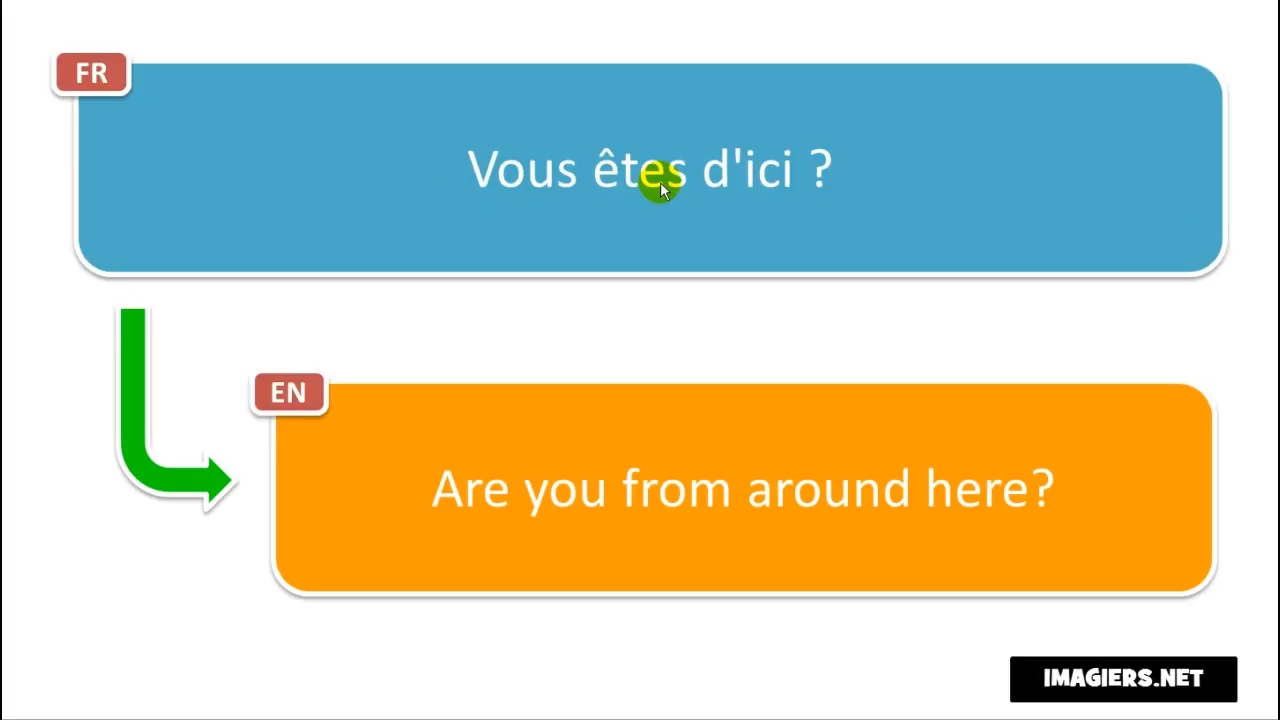 FR
Vous êtes d'ici ?
EN
Are you from around here?
IMAGIERS.NET